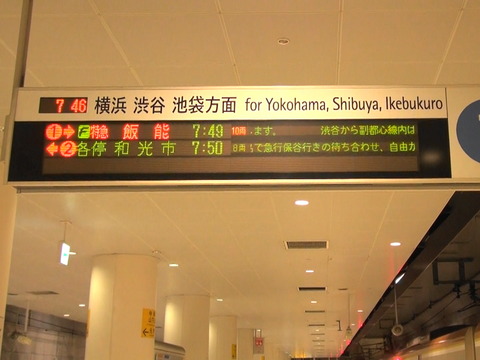 7 46 横浜 渋谷 池袋方面 for Yokohama, Shibuya, Ikebukuro
1→ F 特急 飯能 7:49 10両 ます。 渋谷から副都心線内は
←2 各停 和光市 7:50 8両 で急行保谷行きの待ち合わせ、自由が